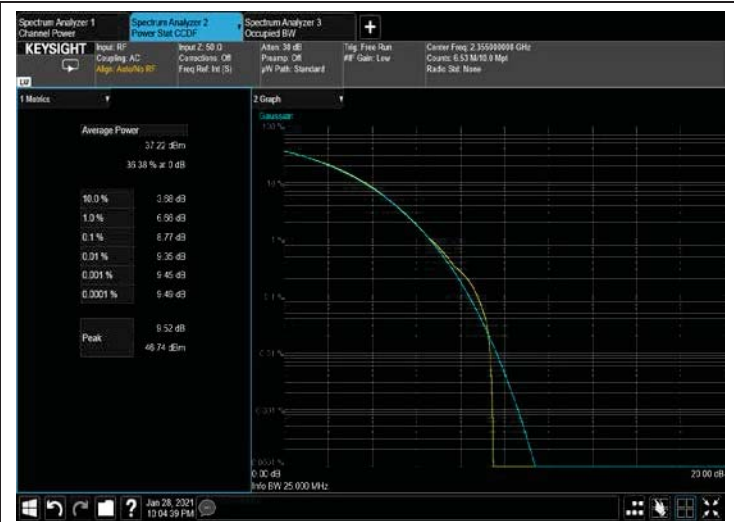 Spectrum Analyzer 1
Channel Power
Spectrum Analyzer 2
Power Stat CCDF
Spectrum Analyzer 3
Occupied BW
+
KEYSIGHT
Input: RF
Coupling: AC
Align: Auto/No RF
Input Z: 50 Ω
Corrections: Off
Freq Ref: Int (S)
Atten: 30 dB
Preamp: Off
µW Path: Standard
Trig: Free Run
#IF Gain: Low
Center Freq: 2.355000000 GHz
Counts: 6.53 M/10.0 Mpt
Radio Std: None
1 Metrics
Average Power
37.22 dBm
36.38 % at 0 dB
10.0 % 3.68 dB
1.0 % 6.66 dB
0.1 % 8.77 dB
0.01 % 9.35 dB
0.001 % 9.45 dB
0.0001 % 9.49 dB
Peak
9.52 dB
46.74 dBm
2 Graph
Gaussian
100 %
10 %
1 %
0.1 %
0.01 %
0.001 %
0.0001 %
0.00 dB
20.00 dB
Info BW 25.000 MHz
?
Jan 28, 2021
10:04:39 PM